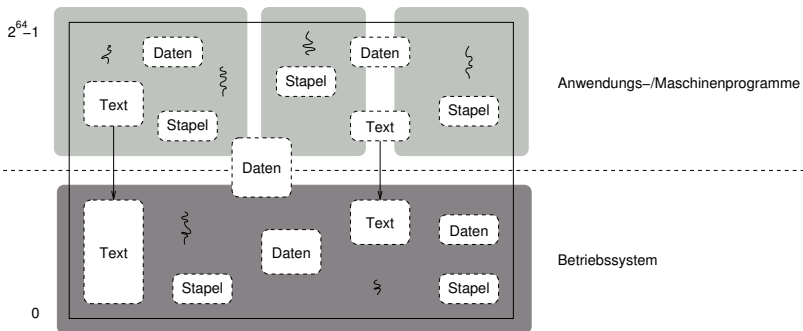 2^64−1
Daten
Daten
Stapel
Anwendungs−/Maschinenprogramme
Text
Stapel
Stapel
Text
Daten
Text
Daten
Text
Daten
Betriebssystem
Stapel
Stapel
0